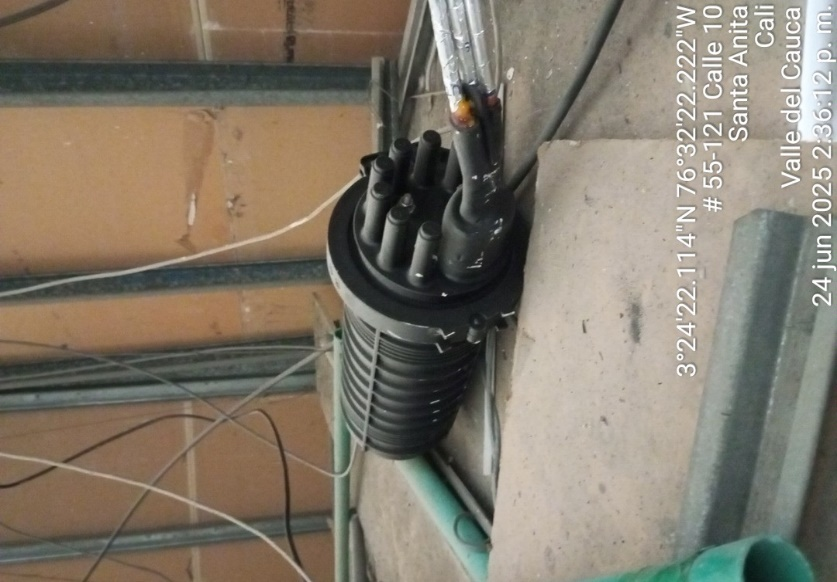 3°24'22.114"N 76°32'22.222"W
# 55-121 Calle 10
Santa Anita
Cali
Valle del Cauca
24 jun 2025 2:36:12 p. m.